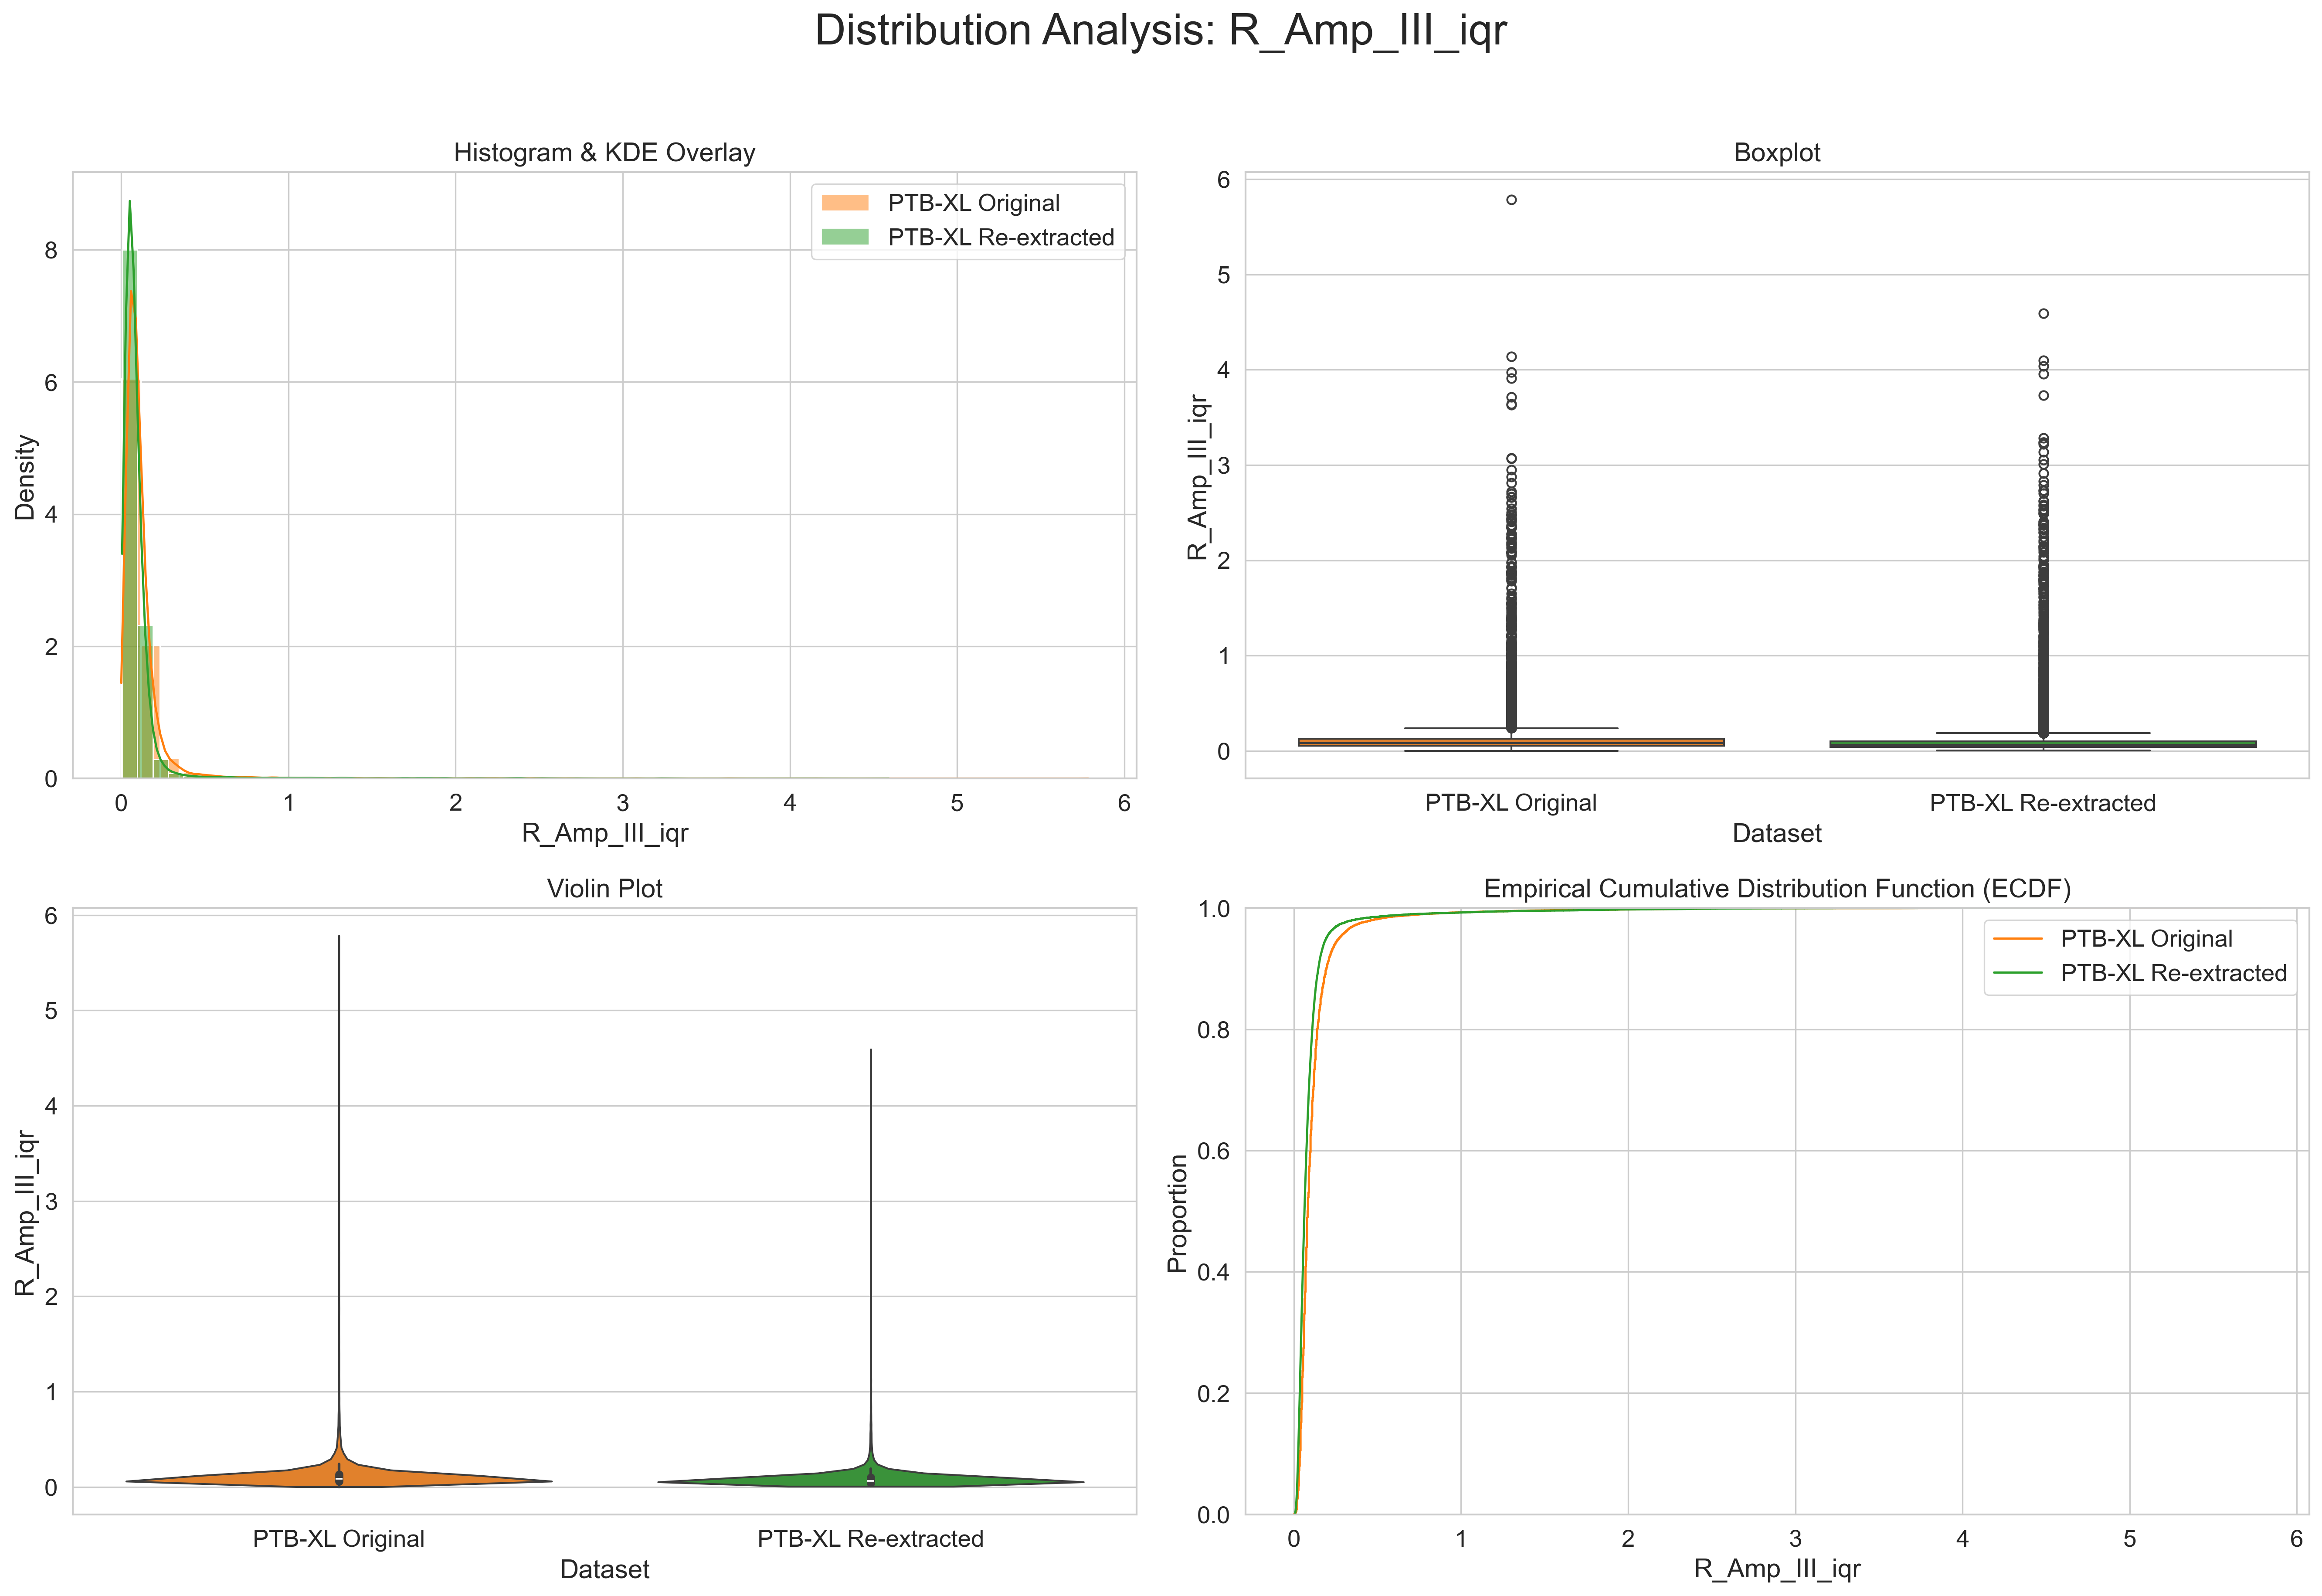 Distribution Analysis: R_Amp_III_iqr
Histogram & KDE Overlay
PTB-XL Original
PTB-XL Re-extracted
8
6
4
2
0
Density
0 1 2 3 4 5 6
R_Amp_III_iqr
Boxplot
6
5
4
3
2
1
0
R_Amp_III_iqr
PTB-XL Original PTB-XL Re-extracted
Dataset
Violin Plot
6
5
4
3
2
1
0
R_Amp_III_iqr
PTB-XL Original PTB-XL Re-extracted
Dataset
Empirical Cumulative Distribution Function (ECDF)
PTB-XL Original
PTB-XL Re-extracted
1.0
0.8
0.6
0.4
0.2
0.0
Proportion
0 1 2 3 4 5 6
R_Amp_III_iqr